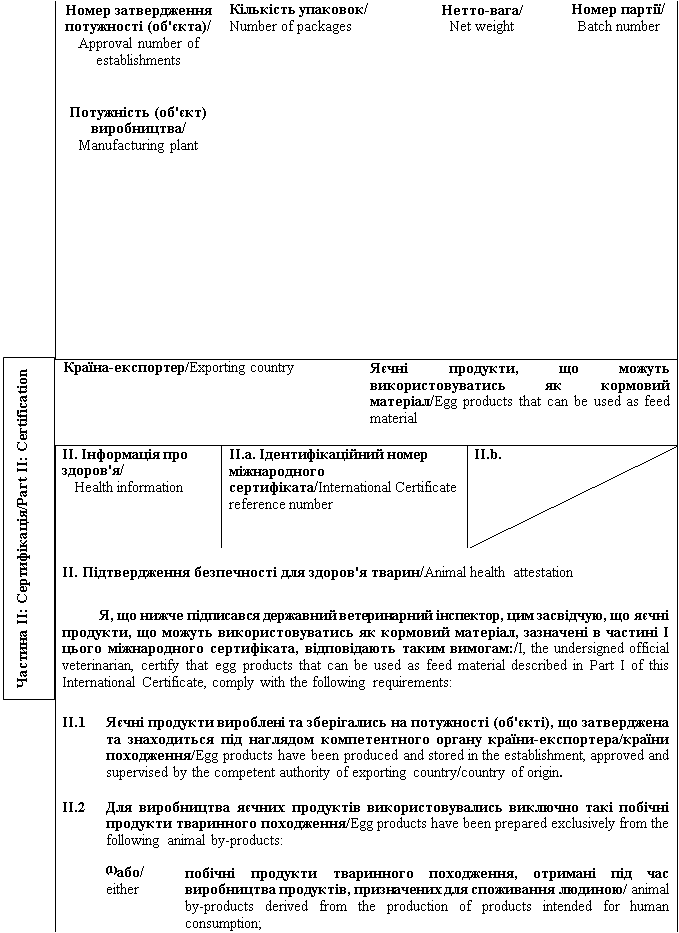 Номер затвердження
потужності (об'єкта)/
Approval number of
establishments
Кількість упаковок/
Number of packages
Нетто-вага/
Net weight
Номер партії/
Batch number
Потужність (об'єкт)
виробництва/
Manufacturing plant
Країна-експортер/Exporting country
Яєчні продукти, що можуть
використовуватись як кормовий
матеріал/Egg products that can be used as feed
material
Частина II: Сертифікація/Part II: Certification
II. Інформація про
здоров'я/
Health information
II.a. Ідентифікаційний номер
міжнародного
сертифіката/International Certificate
reference number
II.b.
II. Підтвердження безпечності для здоров'я тварин/Animal health attestation
Я, що нижче підписався державний ветеринарний інспектор, цим засвідчую, що яєчні
продукти, що можуть використовуватись як кормовий матеріал, зазначені в частині I
цього міжнародного сертифіката, відповідають таким вимогам:/I, the undersigned official
veterinarian, certify that egg products that can be used as feed material described in Part I of this
International Certificate, comply with the following requirements:
II.1 Яєчні продукти вироблені та зберігались на потужності (об'єкті), що затверджена
та знаходиться під наглядом компетентного органу країни-експортера/країни
походження/Egg products have been produced and stored in the establishment, approved and
supervised by the competent authority of exporting country/country of origin.
II.2 Для виробництва яєчних продуктів використовувались виключно такі побічні
продукти тваринного походження/Egg products have been prepared exclusively from the
following animal by-products:
(1)або/
either
побічні продукти тваринного походження, отримані під час
виробництва продуктів, призначених для споживання людиною/ animal
by-products derived from the production of products intended for human
consumption;